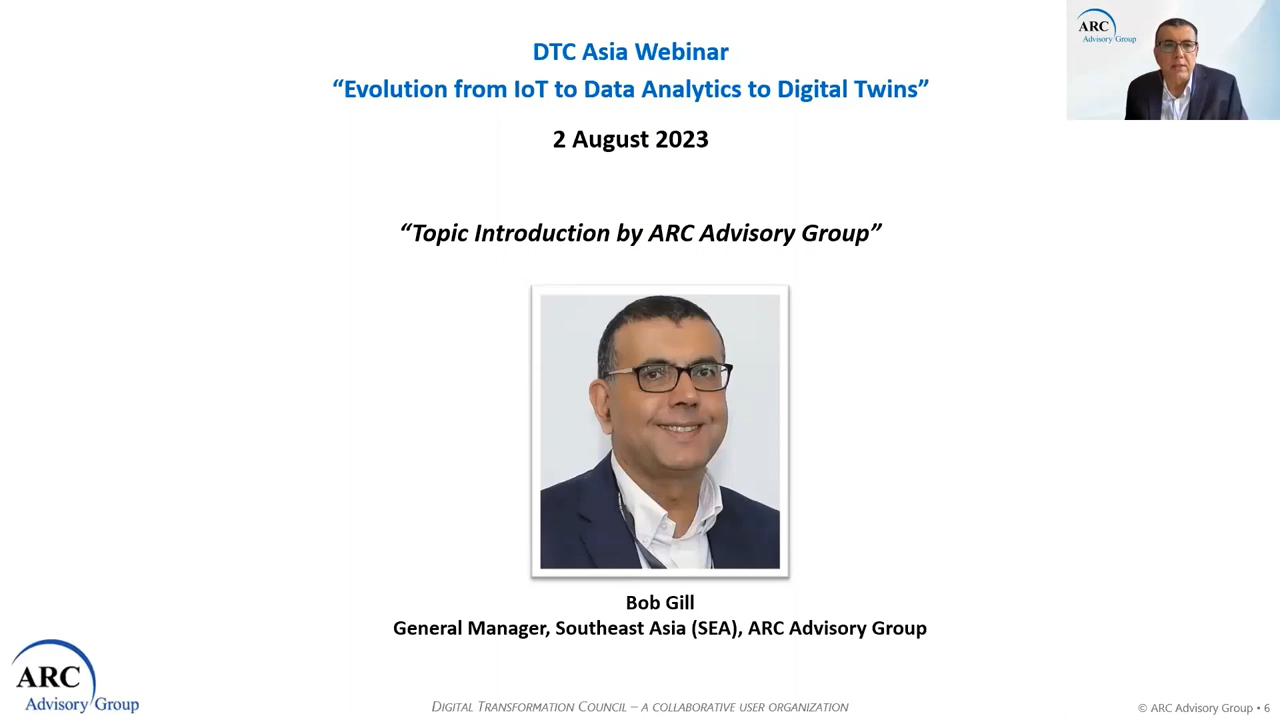 DTC Asia Webinar
“Evolution from IoT to Data Analytics to Digital Twins”
2 August 2023
ARC
Advisory Group
“Topic Introduction by ARC Advisory Group”
Bob Gill
General Manager, Southeast Asia (SEA), ARC Advisory Group
ARC
Advisory Group
DIGITAL TRANSFORMATION COUNCIL – A COLLABORATIVE USER ORGANIZATION
© ARC Advisory Group • 6